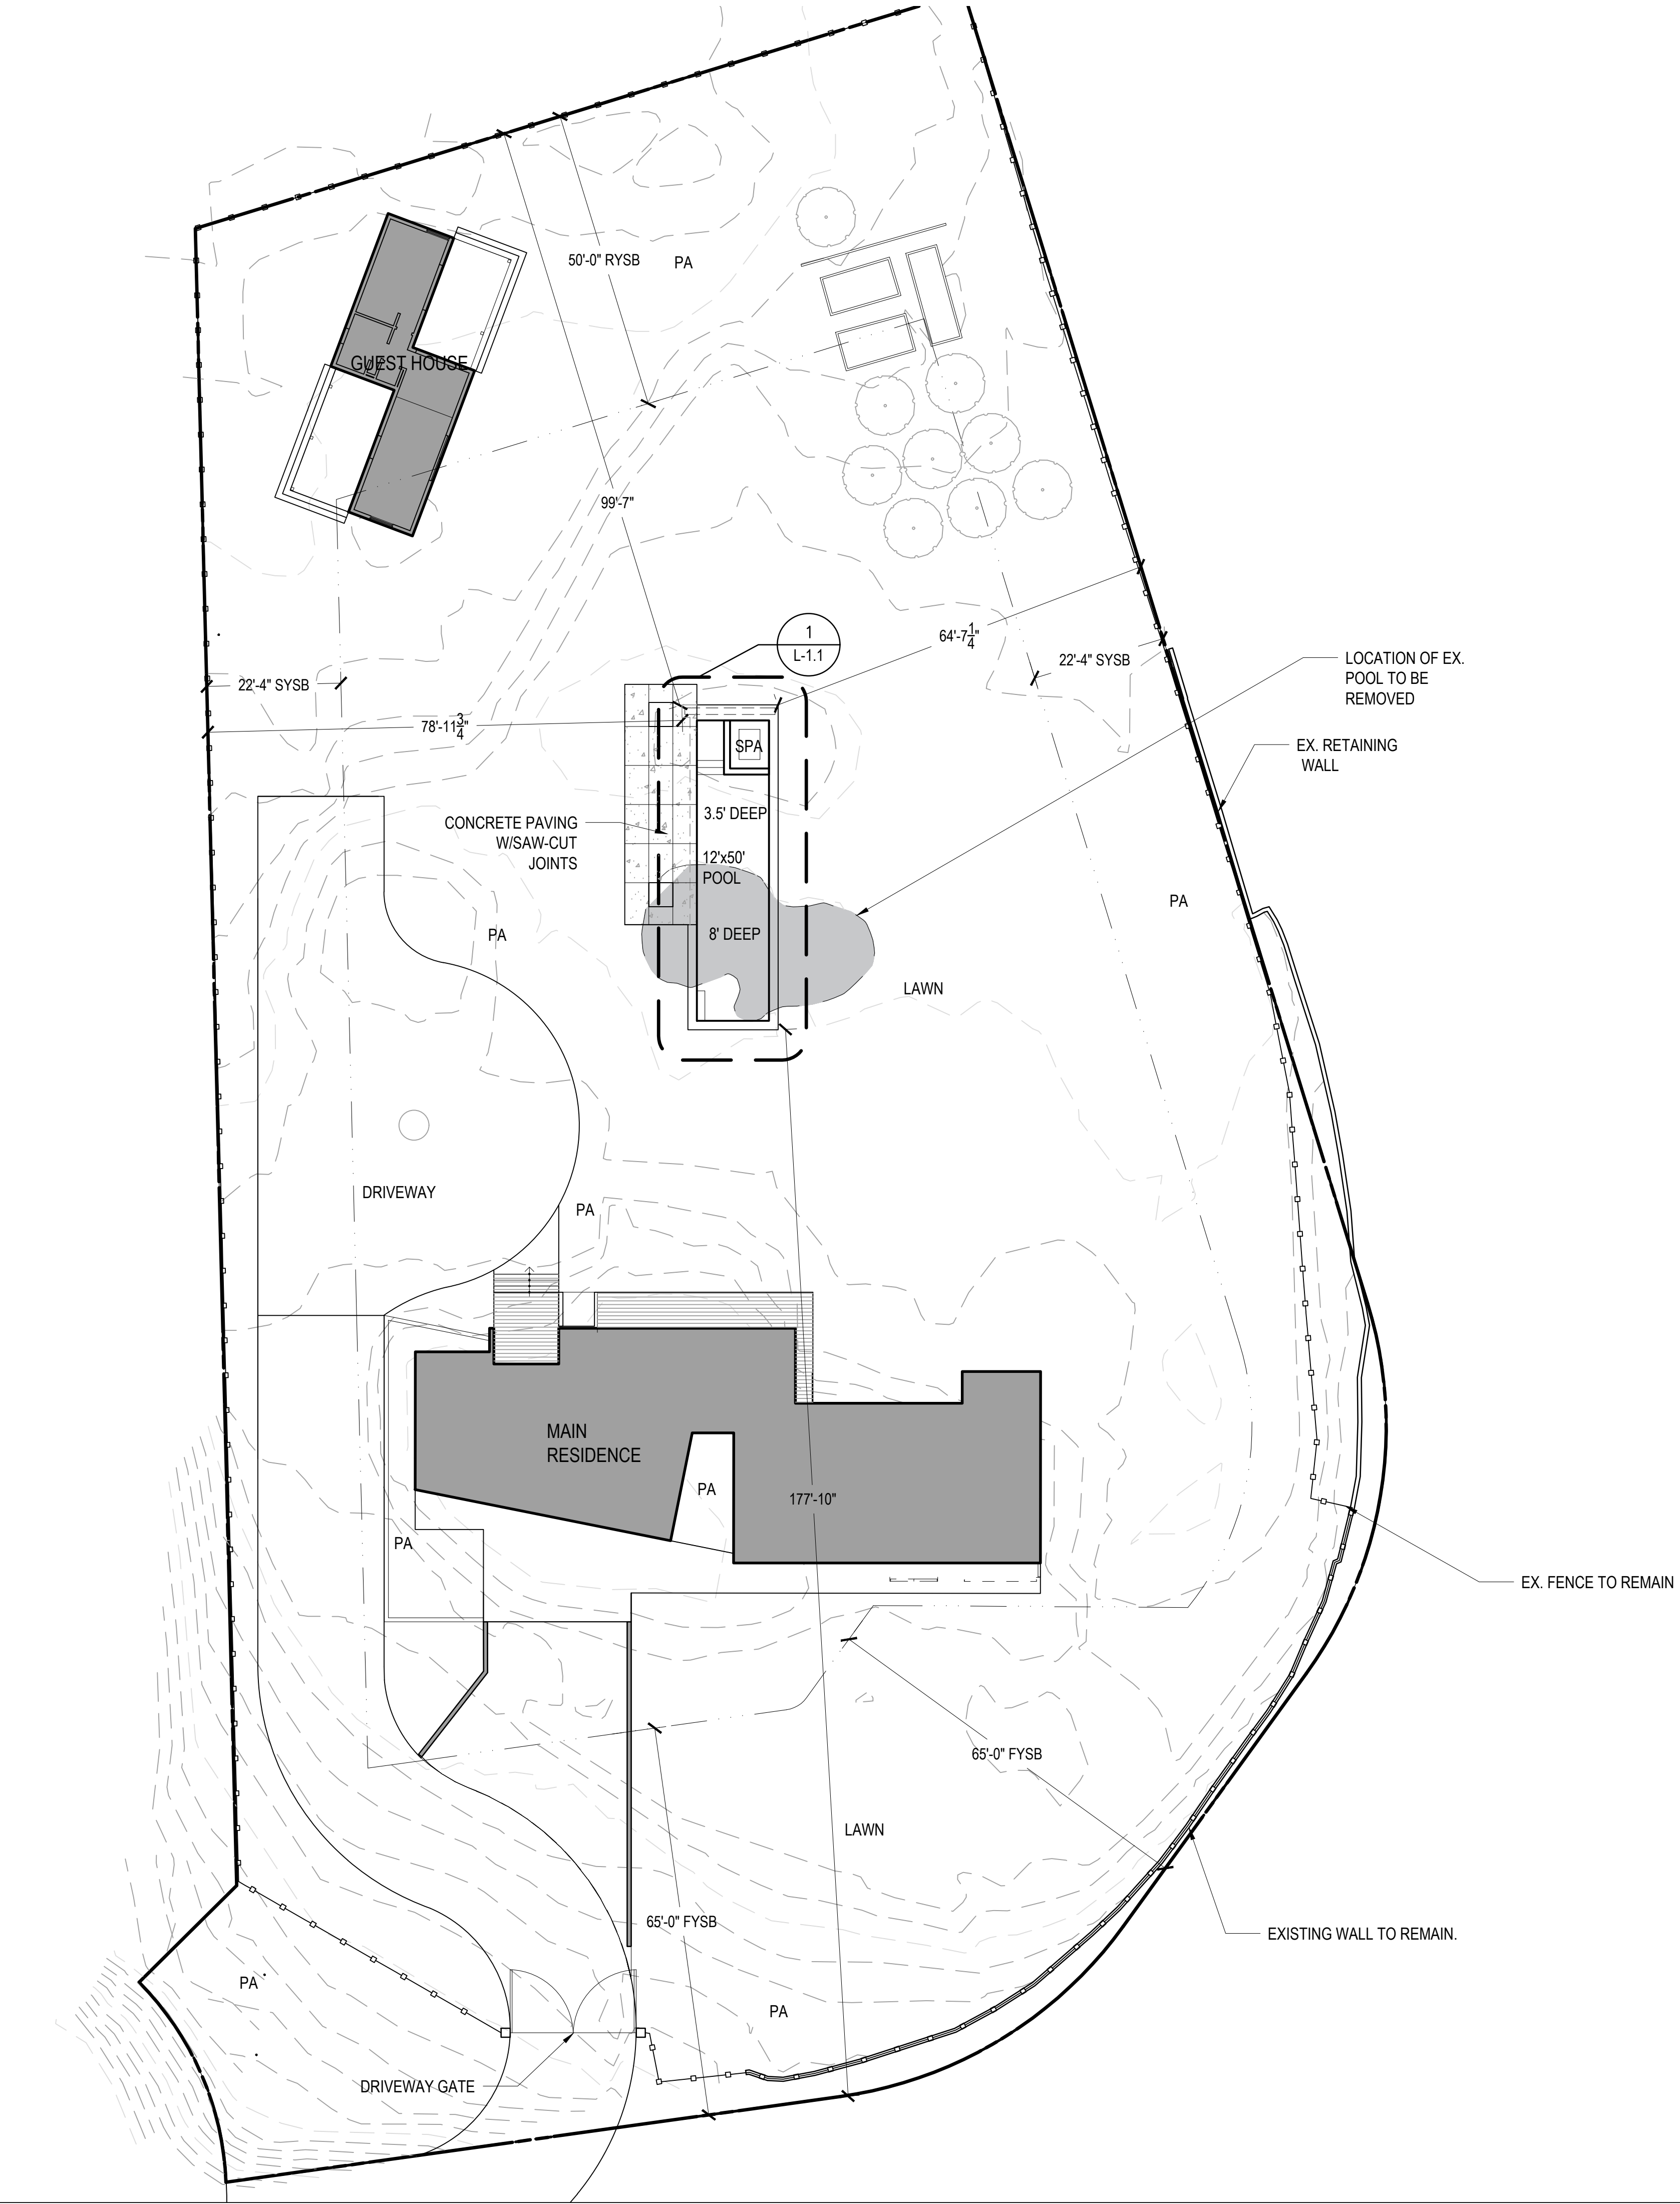 50'-0" RYSB
PA
GUEST HOUSE
99'-7"
1
L-1.1
64'-7 1/4"
22'-4" SYSB
LOCATION OF EX.
POOL TO BE
REMOVED
22'-4" SYSB
78'-11 3/4"
SPA
EX. RETAINING
WALL
3.5' DEEP
CONCRETE PAVING
W/SAW-CUT
JOINTS
12'x50'
POOL
PA
PA
8' DEEP
LAWN
DRIVEWAY
PA
MAIN
RESIDENCE
PA
177'-10"
PA
EX. FENCE TO REMAIN
65'-0" FYSB
LAWN
65'-0" FYSB
EXISTING WALL TO REMAIN.
PA
PA
DRIVEWAY GATE